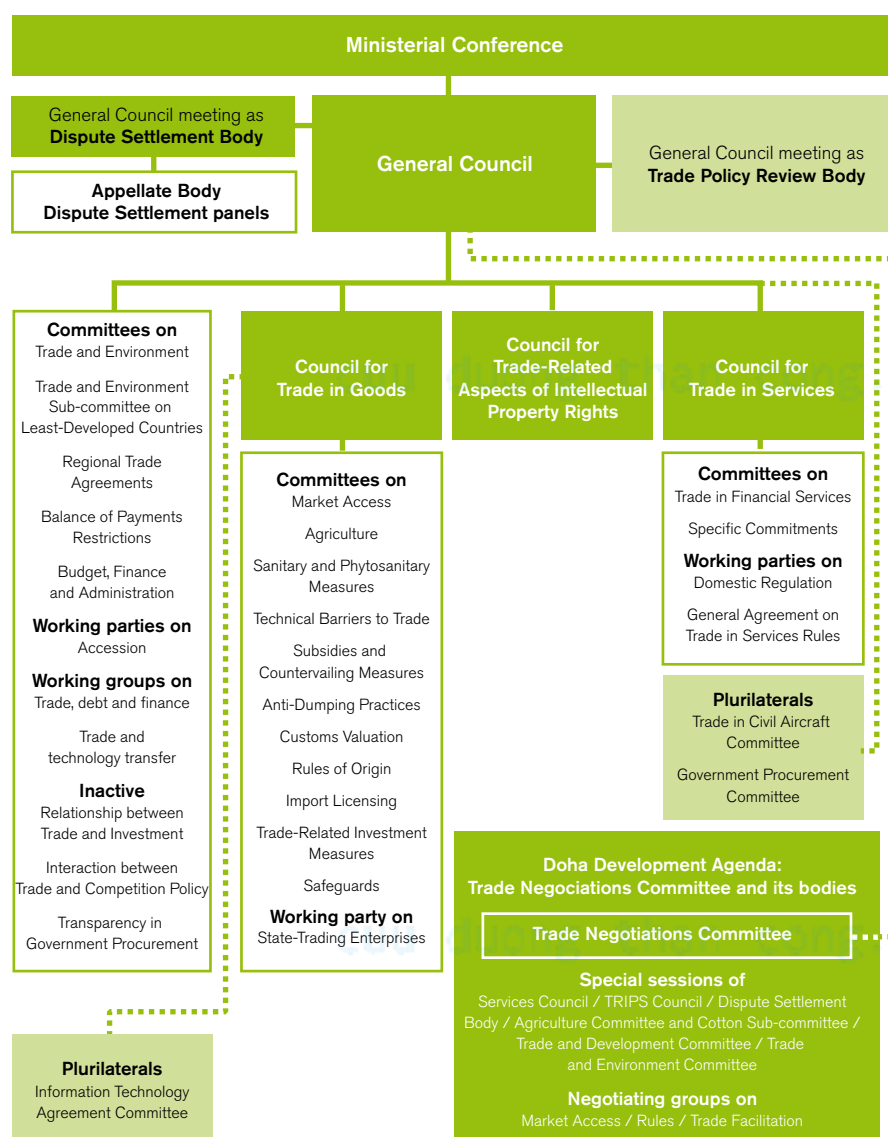 Ministerial Conference
General Council meeting as
Dispute Settlement Body
Appellate Body
Dispute Settlement panels
General Council
General Council meeting as
Trade Policy Review Body
Committees on
Trade and Environment
Trade and Environment
Sub-committee on
Least-Developed Countries
Regional Trade
Agreements
Balance of Payments
Restrictions
Budget, Finance
and Administration
Working parties on
Accession
Working groups on
Trade, debt and finance
Trade and
technology transfer
Inactive
Relationship between
Trade and Investment
Interaction between
Trade and Competition Policy
Transparency in
Government Procurement
Plurilaterals
Information Technology
Agreement Committee
Council for
Trade in Goods
Committees on
Market Access
Agriculture
Sanitary and Phytosanitary
Measures
Technical Barriers to Trade
Subsidies and
Countervailing Measures
Anti-Dumping Practices
Customs Valuation
Rules of Origin
Import Licensing
Trade-Related Investment
Measures
Safeguards
Working party on
State-Trading Enterprises
Council for
Trade-Related
Aspects of Intellectual
Property Rights
Council for
Trade in Services
Committees on
Trade in Financial Services
Specific Commitments
Working parties on
Domestic Regulation
General Agreement on
Trade in Services Rules
Plurilaterals
Trade in Civil Aircraft
Committee
Government Procurement
Committee
Doha Development Agenda:
Trade Negociations Committee and its bodies
Trade Negotiations Committee
Special sessions of
Services Council / TRIPS Council / Dispute Settlement
Body / Agriculture Committee and Cotton Sub-committee /
Trade and Development Committee / Trade
and Environment Committee
Negotiating groups on
Market Access / Rules / Trade Facilitation
cuu duong than cong
cuu duong than cong